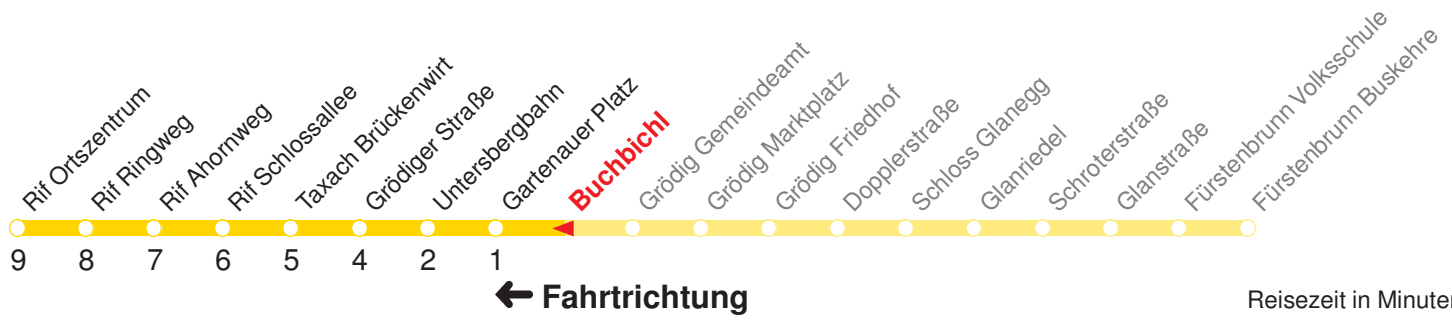 Rif Ortszentrum
Rif Ringweg
Rif Ahornweg
Rif Schlossallee
Taxach Brückenwirt
Grödiger Straße
Untersbergbahn
Gartenauer Platz
Buchbichl
Grödig Gemeindeamt
Grödig Marktplatz
Grödig Friedhof
Dopplerstraße
Schloss Glanegg
Glanriedel
Schroterstraße
Glanstraße
Fürstenbrunn Volksschule
Fürstenbrunn Buskehre
9 8 7 6 5 4 2 1
Fahrtrichtung
Reisezeit in Minuten